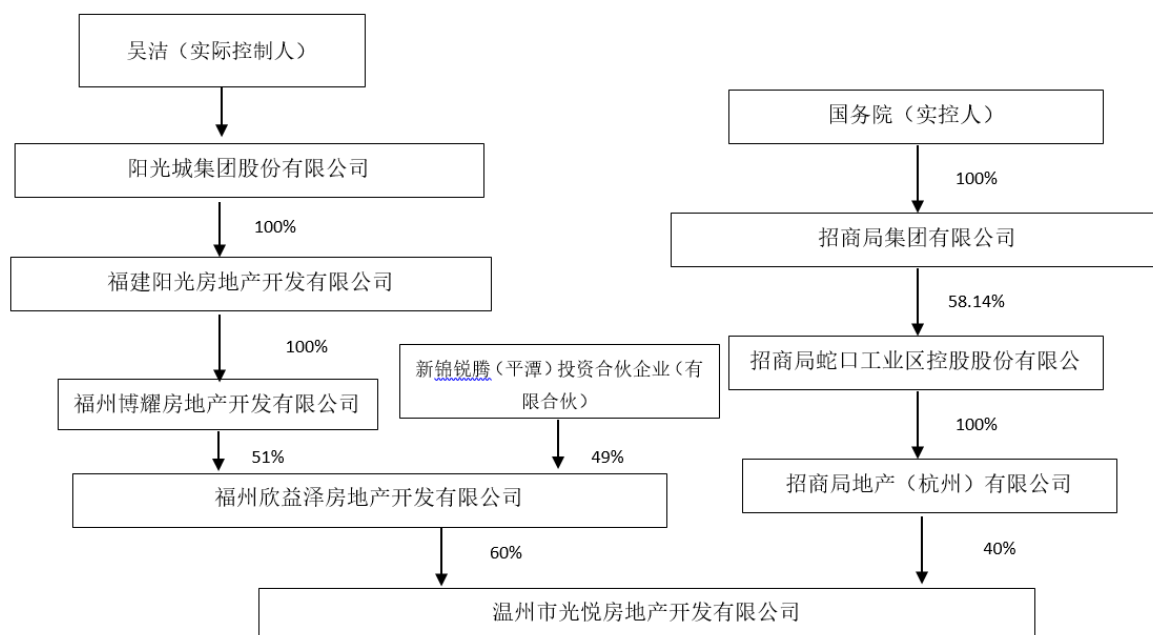 吴洁（实际控制人）
国务院（实控人）
阳光城集团股份有限公司
100%
招商局集团有限公司
100%
福建阳光房地产开发有限公司
58.14%
100%
招商局蛇口工业区控股股份有限公
新锦锐腾（平潭）投资合伙企业（有
限合伙）
福州博耀房地产开发有限公司
100%
51%
49%
招商局地产（杭州）有限公司
福州欣益泽房地产开发有限公司
60%
40%
温州市光悦房地产开发有限公司